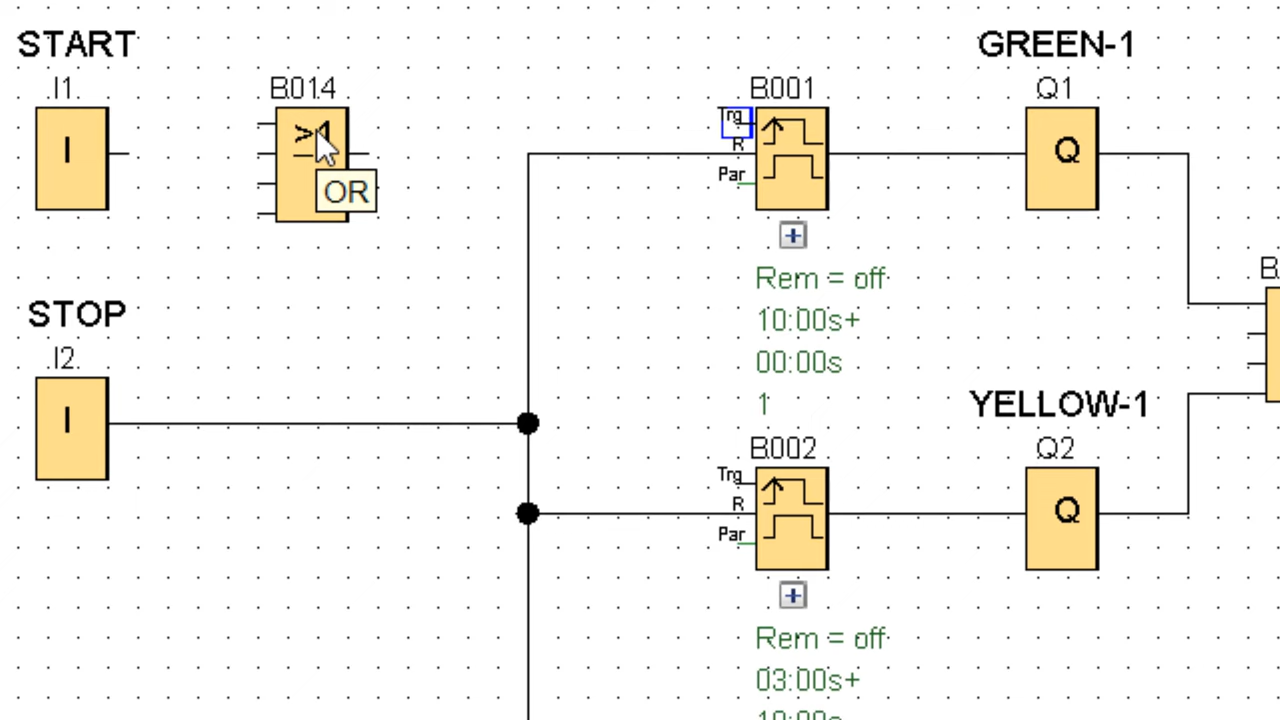 START
I1
I
B014
≥1
OR
B001
Trg
R
Par
Rem = off
10:00s+
00:00s
1
GREEN-1
Q1
Q
B
STOP
I2
I
B002
Trg
R
Par
Rem = off
03:00s+
YELLOW-1
Q2
Q